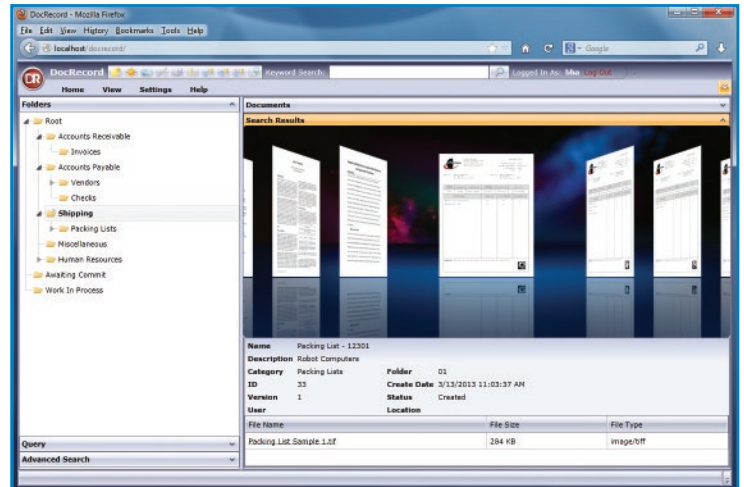 DocRecord - Mozilla Firefox
File Edit View History Bookmarks Tools Help
localhost/docrecord/
Google
DR DocRecord Keyword Search: Logged In As: Mia Log Out
Home View Settings Help
Folders
Documents
Root
Search Results
Accounts Receivable
Invoices
Accounts Payable
Vendors
Checks
Shipping
Packing Lists
Miscellaneous
Human Resources
Awaiting Commit
Work In Process
Name Packing List - 12301
Description Robot Computers
Category Packing Lists Folder 01
ID 33 Create Date 3/13/2013 11:03:37 AM
Version 1 Status Created
User Location
File Name File Size File Type
Packing List Sample 1.tif 284 KB image/tiff
Query
Advanced Search